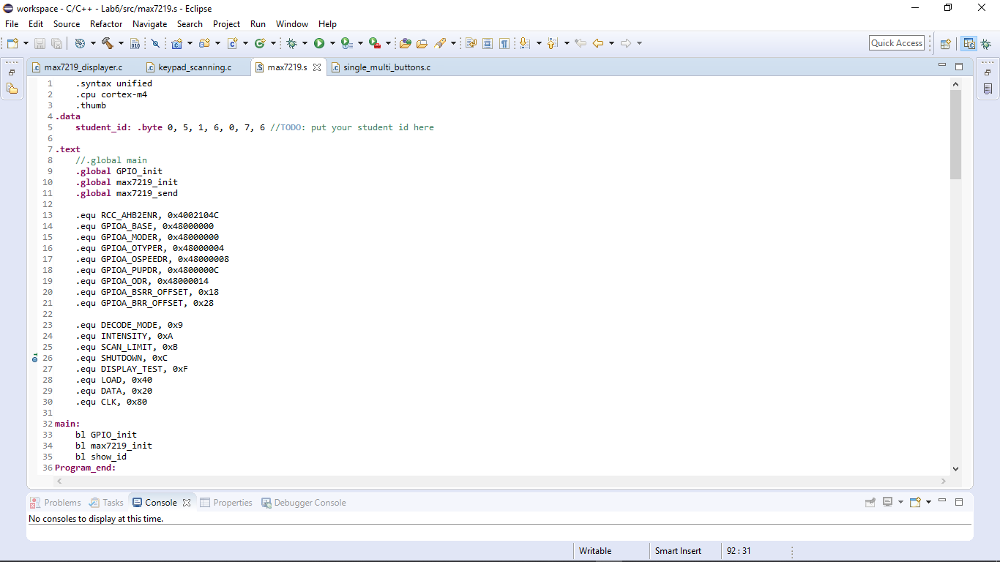 workspace - C/C++ - Lab6/src/max7219.s - Eclipse
File Edit Source Refactor Navigate Search Project Run Window Help
Quick Access
max7219_displayer.c keypad_scanning.c max7219.s single_multi_buttons.c
1 .syntax unified
2 .cpu cortex-m4
3 .thumb
4 .data
5 student_id: .byte 0, 5, 1, 6, 0, 7, 6 //TODO: put your student id here
6
7 .text
8 //.global main
9 .global GPIO_init
10 .global max7219_init
11 .global max7219_send
12
13 .equ RCC_AHB2ENR, 0x4002104C
14 .equ GPIOA_BASE, 0x48000000
15 .equ GPIOA_MODER, 0x48000000
16 .equ GPIOA_OTYPER, 0x48000004
17 .equ GPIOA_OSPEEDR, 0x48000008
18 .equ GPIOA_PUPDR, 0x4800000C
19 .equ GPIOA_ODR, 0x48000014
20 .equ GPIOA_BSRR_OFFSET, 0x18
21 .equ GPIOA_BRR_OFFSET, 0x28
22
23 .equ DECODE_MODE, 0x9
24 .equ INTENSITY, 0xA
25 .equ SCAN_LIMIT, 0xB
26 .equ SHUTDOWN, 0xC
27 .equ DISPLAY_TEST, 0xF
28 .equ LOAD, 0x40
29 .equ DATA, 0x20
30 .equ CLK, 0x80
31
32 main:
33 bl GPIO_init
34 bl max7219_init
35 bl show_id
36 Program_end:
Problems Tasks Console Properties Debugger Console
No consoles to display at this time.
Writable Smart Insert 92 : 31